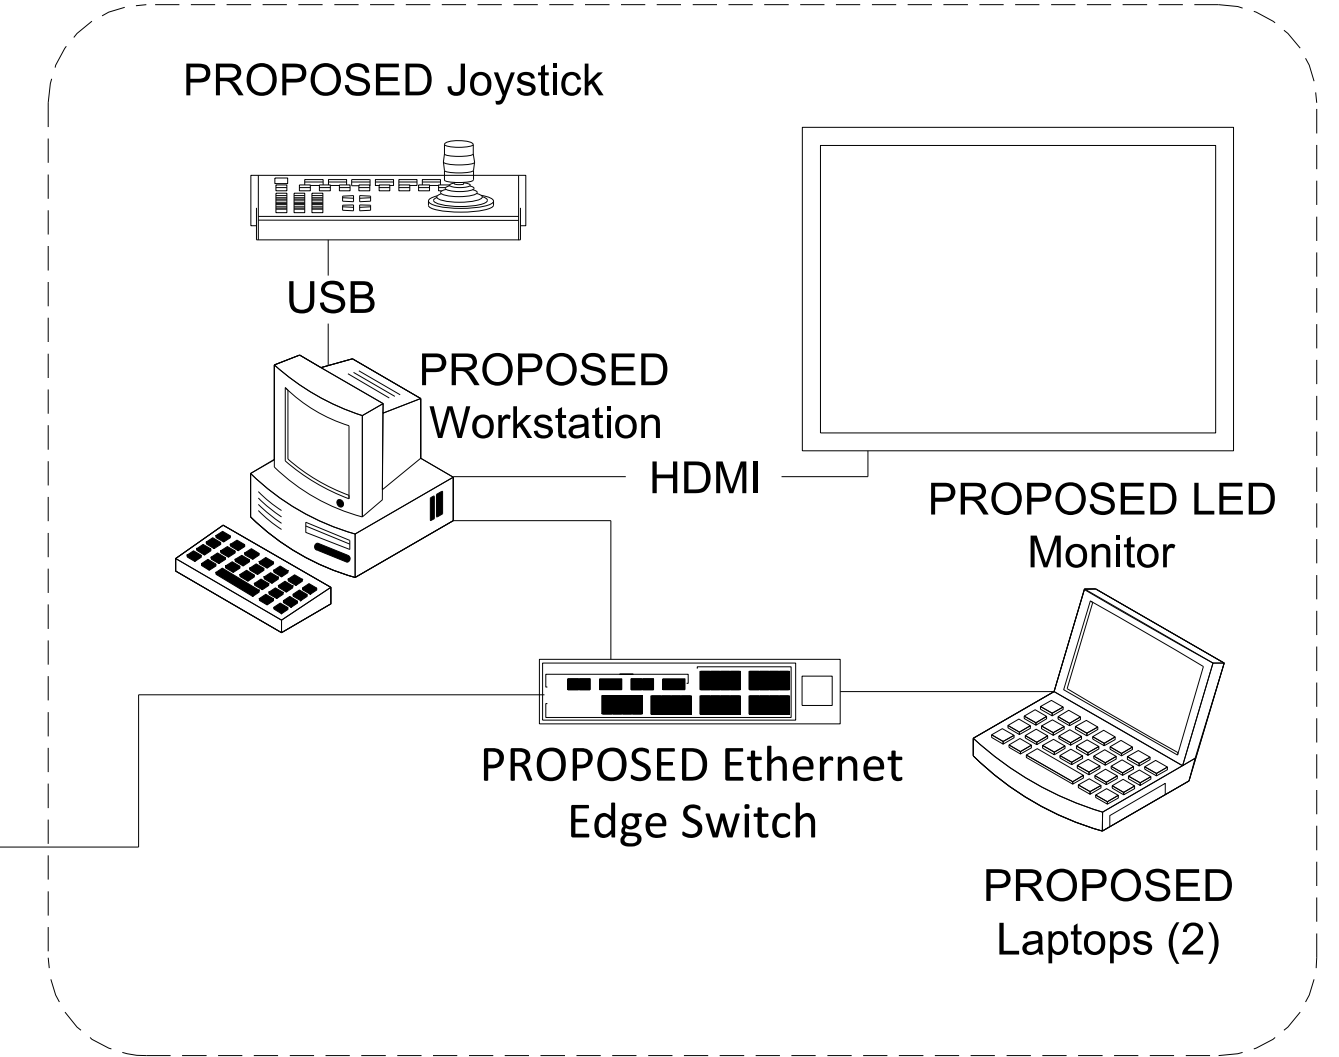 PROPOSED Joystick
USB
PROPOSED
Workstation
HDMI
PROPOSED LED
Monitor
PROPOSED Ethernet
Edge Switch
PROPOSED
Laptops (2)